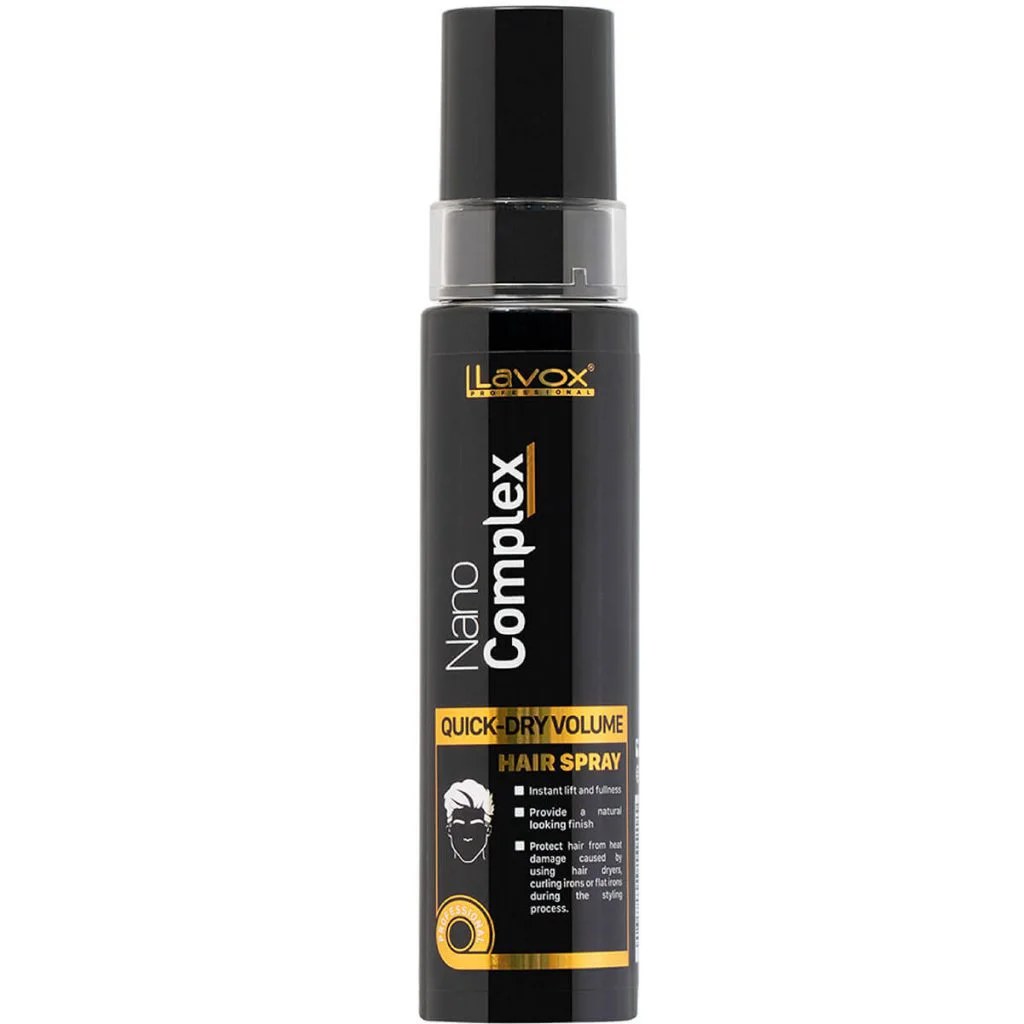 Lavox®
PROFESSIONAL
Nano
Complex
QUICK-DRY VOLUME
HAIR SPRAY
Instant lift and fullness
Provide a natural
looking finish
Protect hair from heat
damage caused by
using hair dryers,
curling irons or flat irons
during the styling
process.
PROFESSIONAL